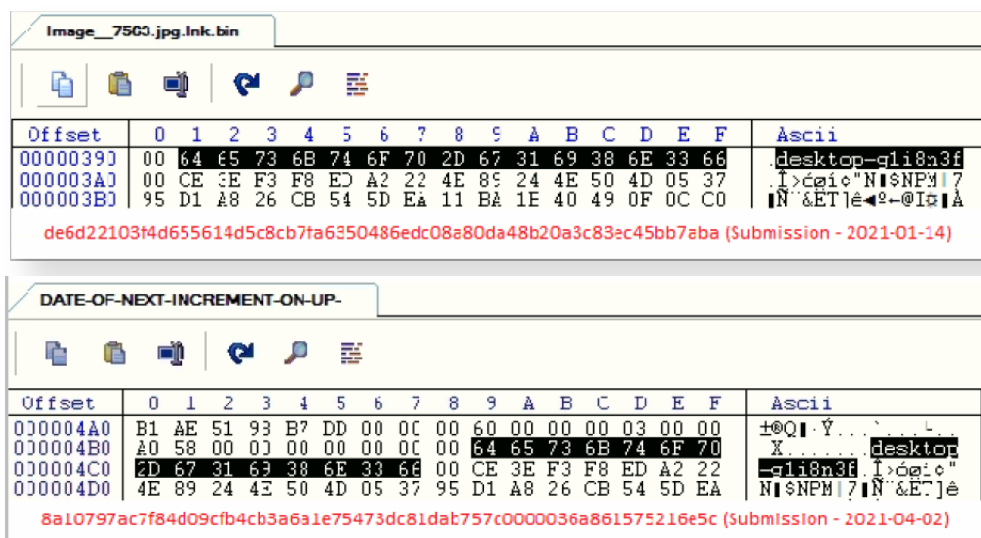 Image__7503.jpg.lnk.bin
Offset 0 1 2 3 4 5 6 7 8 9 A B C D E F Ascii
00000390 00 64 65 73 6B 74 6F 70 2D 67 31 69 38 6E 33 66 .desktop-g1i8n3f
000003A0 00 CE 3E F3 F8 ED A2 22 4E 89 24 4E 50 4D 05 37 .Î>óøí¢"N $NPM 7
000003B0 95 D1 A8 26 CB 54 5D EA 11 BA 1E 40 49 0F 0C C0
de6d22103f4d655614d5c8cb7fa6350486edc08a80da48b20a3c83ec45bb7aba (Submission - 2021-01-14)
DATE-OF-NEXT-INCREMENT-ON-UP-
Offset 0 1 2 3 4 5 6 7 8 9 A B C D E F Ascii
000004A0 B1 AE 51 93 B7 DD 00 00 00 60 00 00 00 03 00 00 ±®Q ·Ý...`......
000004B0 A0 58 00 00 00 00 00 00 00 64 65 73 6B 74 6F 70 X.......desktop
000004C0 2D 67 31 69 38 6E 33 66 00 CE 3E F3 F8 ED A2 22 -g1i8n3f.Î>óøí¢"
000004D0 4E 89 24 4E 50 4D 05 37 95 D1 A8 26 CB 54 5D EA N $NPM 7 Ñ¨&ËT]ê
8a10797ac7f84d09cfb4cb3a6a1e75473dc81dab757c0000036a861575216e5c (Submission - 2021-04-02)